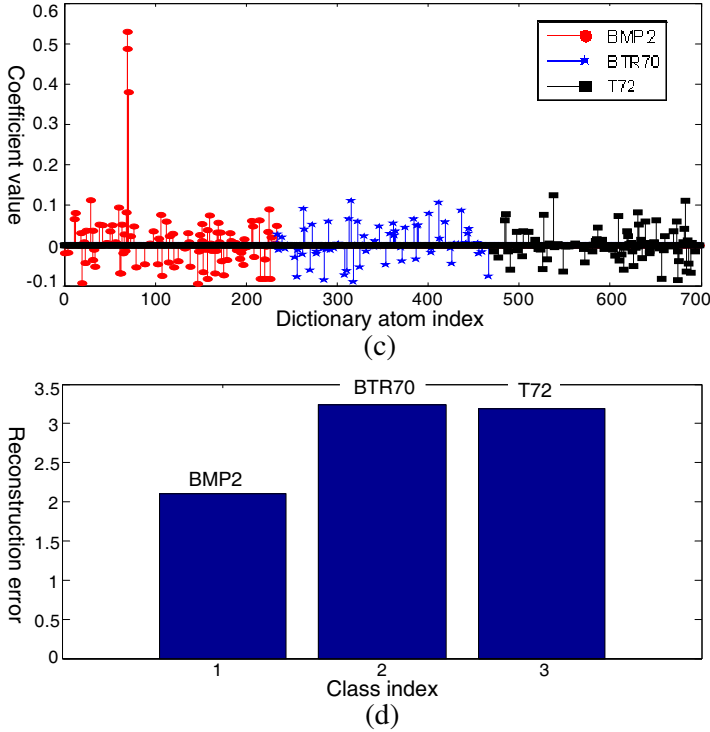 Coefficient value
0.6
0.5
0.4
0.3
0.2
0.1
0
-0.1
BMP2
BTR70
T72
0 100 200 300 400 500 600 700
Dictionary atom index
(c)
Reconstruction error
3.5
3
2.5
2
1.5
1
0.5
0
BMP2
BTR70
T72
1 2 3
Class index
(d)